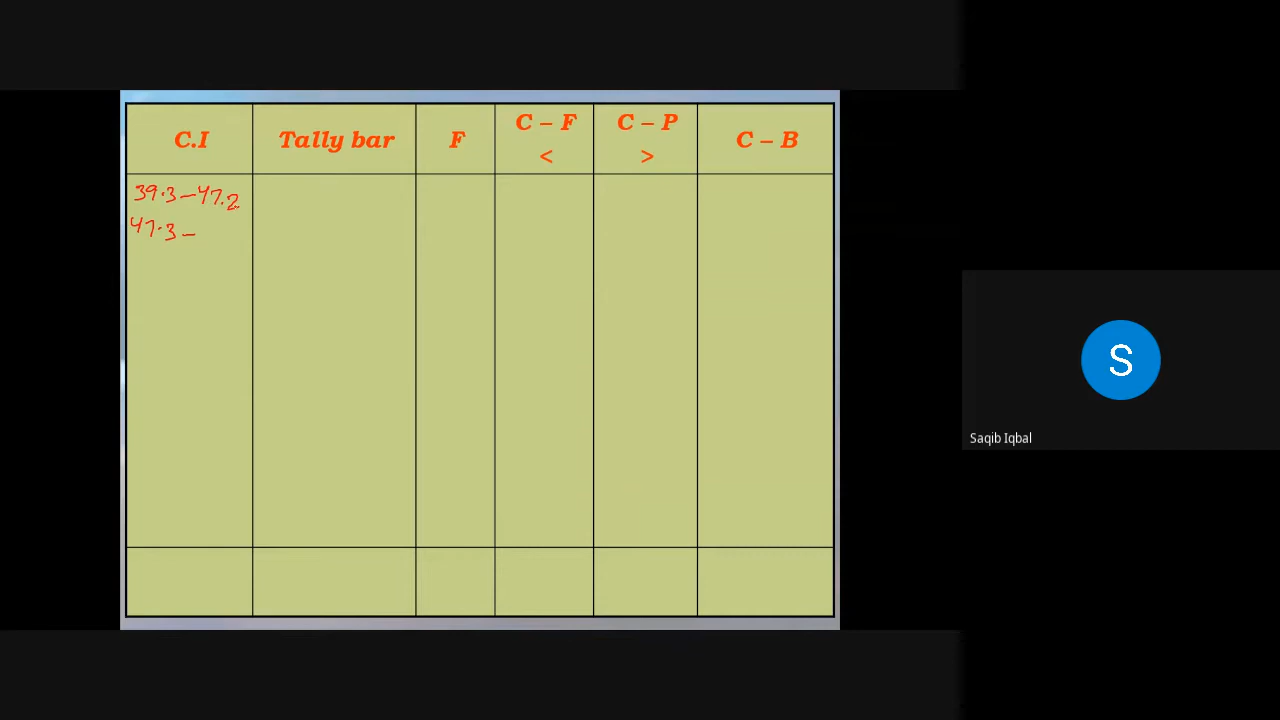 C.I Tally bar F C – F < C – P > C – B
39.3–47.2
47.3–
S
Saqib Iqbal